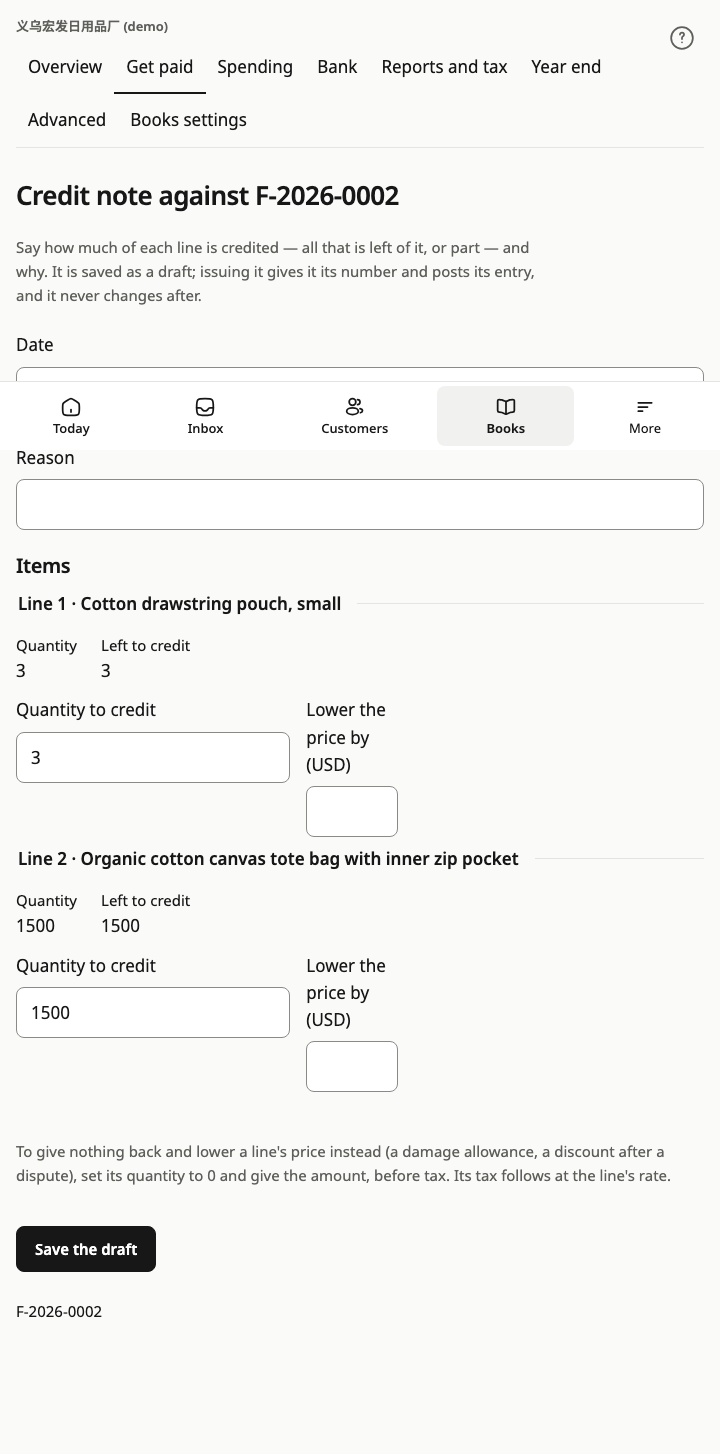 义乌宏发日用品厂 (demo)
Overview
Get paid
Spending
Bank
Reports and tax
Year end
Advanced
Books settings
Credit note against F-2026-0002
Say how much of each line is credited — all that is left of it, or part — and
why. It is saved as a draft; issuing it gives it its number and posts its entry,
and it never changes after.
Date
Today
Inbox
Customers
Books
More
Reason
Items
Line 1 · Cotton drawstring pouch, small
Quantity
Left to credit
3
3
Quantity to credit
Lower the
price by
(USD)
3
Line 2 · Organic cotton canvas tote bag with inner zip pocket
Quantity
Left to credit
1500
1500
Quantity to credit
Lower the
price by
(USD)
1500
To give nothing back and lower a line's price instead (a damage allowance, a discount after a
dispute), set its quantity to 0 and give the amount, before tax. Its tax follows at the line's rate.
Save the draft
F-2026-0002